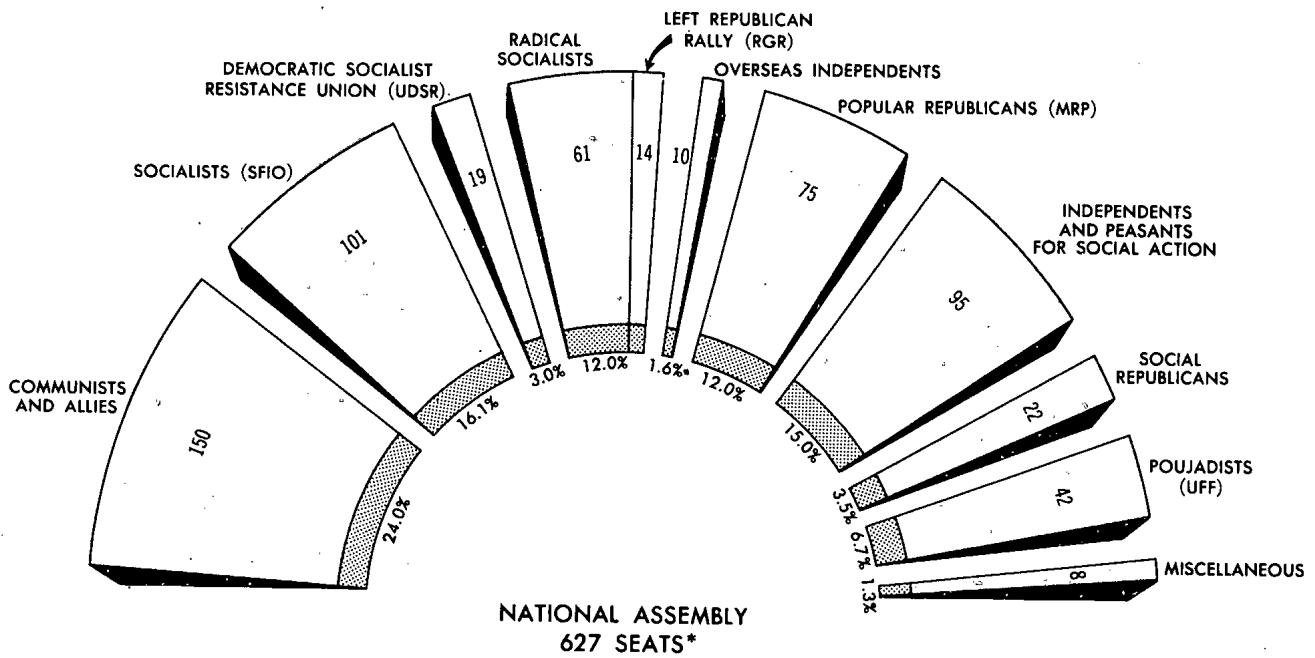 COMMUNISTS
AND ALLIES
150
24.0%
SOCIALISTS (SFIO)
101
16.1%
DEMOCRATIC SOCIALIST
RESISTANCE UNION (UDSR)
19
3.0%
RADICAL
SOCIALISTS
61
12.0%
LEFT REPUBLICAN
RALLY (RGR)
14
OVERSEAS INDEPENDENTS
10
1.6%*
POPULAR REPUBLICANS (MRP)
75
12.0%
INDEPENDENTS
AND PEASANTS
FOR SOCIAL ACTION
95
15.0%
SOCIAL
REPUBLICANS
22
3.5%
POUJADISTS
(UFF)
42
6.7%
MISCELLANEOUS
8
1.3%
NATIONAL ASSEMBLY
627 SEATS*